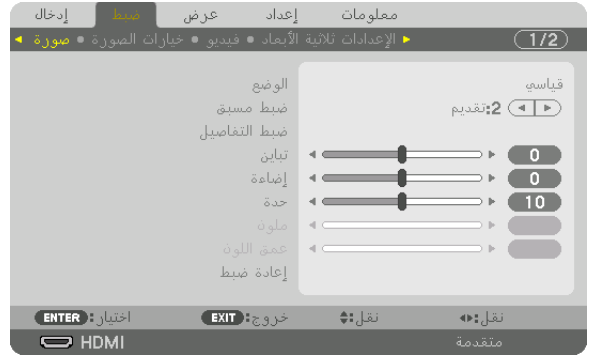 إدخال ضبط عرض إعداد معلومات
صورة • خيارات الصورة • فيديو • الإعدادات ثلاثية الأبعاد 1/2
الوضع قياسي
ضبط مسبق 2:تقديم
ضبط التفاصيل
تباين 0
إضاءة 0
حدة 10
ملون
عمق اللون
إعادة ضبط
ENTER:اختيار EXIT:خروج نقل: نقل:
HDMI متقدمة